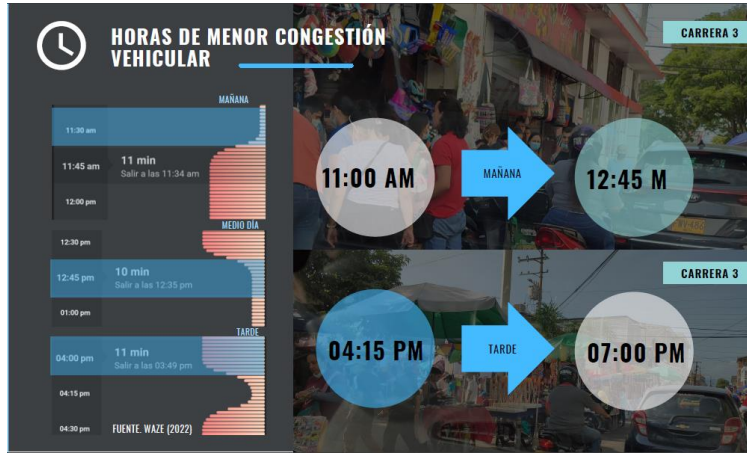 HORAS DE MENOR CONGESTIÓN
VEHICULAR
MAÑANA
11:30 am
11:45 am
11 min
Salir a las 11:34 am
12:00 pm
MEDIO DÍA
12:30 pm
12:45 pm
10 min
Salir a las 12:35 pm
01:00 pm
TARDE
04:00 pm
11 min
Salir a las 03:49 pm
04:15 pm
04:30 pm
FUENTE. WAZE (2022)
CARRERA 3
11:00 AM
MAÑANA
12:45 M
CARRERA 3
04:15 PM
TARDE
07:00 PM